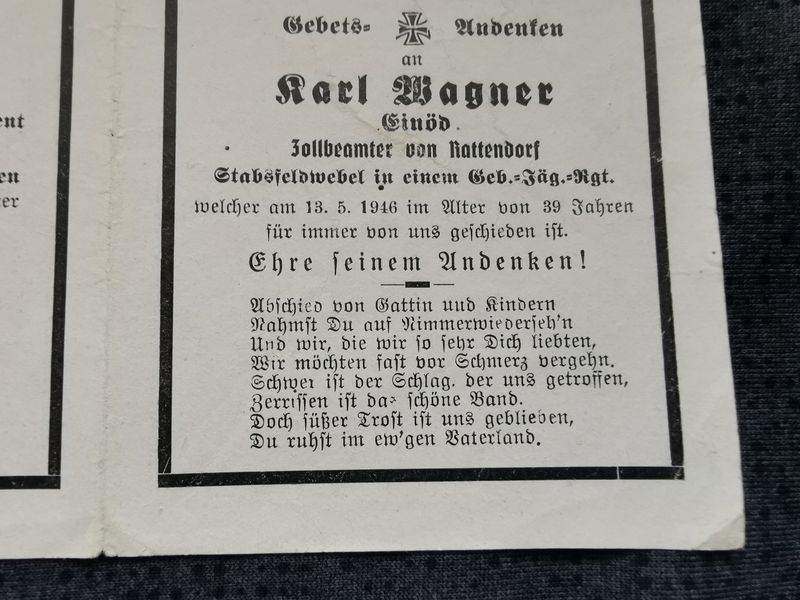 ent
en
er
Gebets- Andenken
an
Karl Wagner
Einöd.
Zollbeamter von Rattendorf
Stabsfeldwebel in einem Geb.-Jäg.-Rgt.
welcher am 13. 5. 1946 im Alter von 39 Jahren
für immer von uns geschieden ist.
Ehre seinem Andenken!
Abschied von Gattin und Kindern
Nahmst Du auf Nimmerwiederseh'n
Und wir, die wir so sehr Dich liebten,
Wir möchten fast vor Schmerz vergehn.
Schwer ist der Schlag, der uns getroffen,
Zerrissen ist das schöne Band.
Doch süßer Trost ist uns geblieben,
Du ruhst im ew'gen Vaterland.